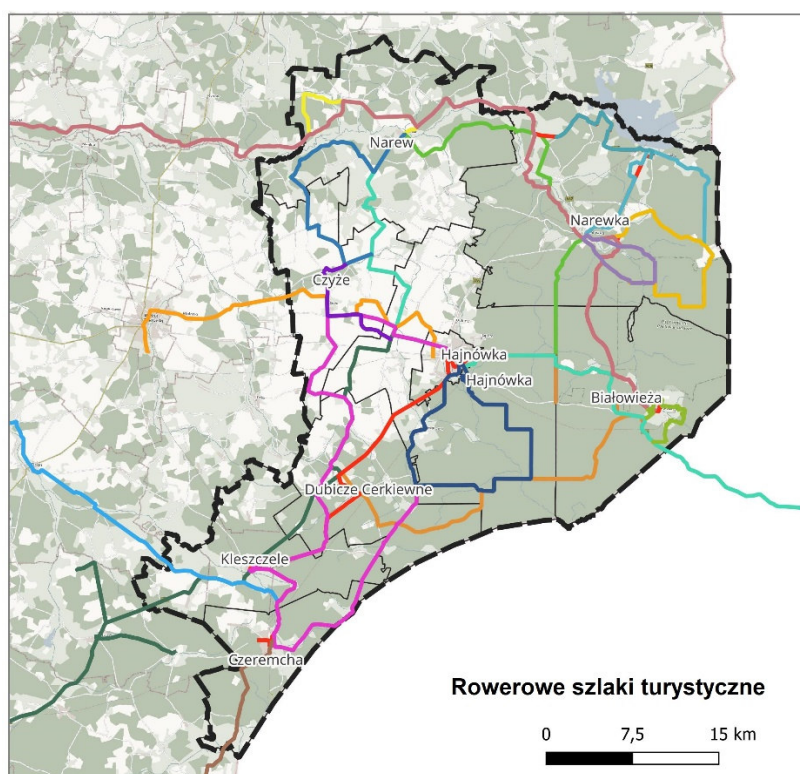 Narew
Narewka
Czyże
Hajnówka
Hajnówka
Białowieża
Dubicze Cerkiewne
Kleszczele
Czeremcha
Rowerowe szlaki turystyczne
0 7,5 15 km